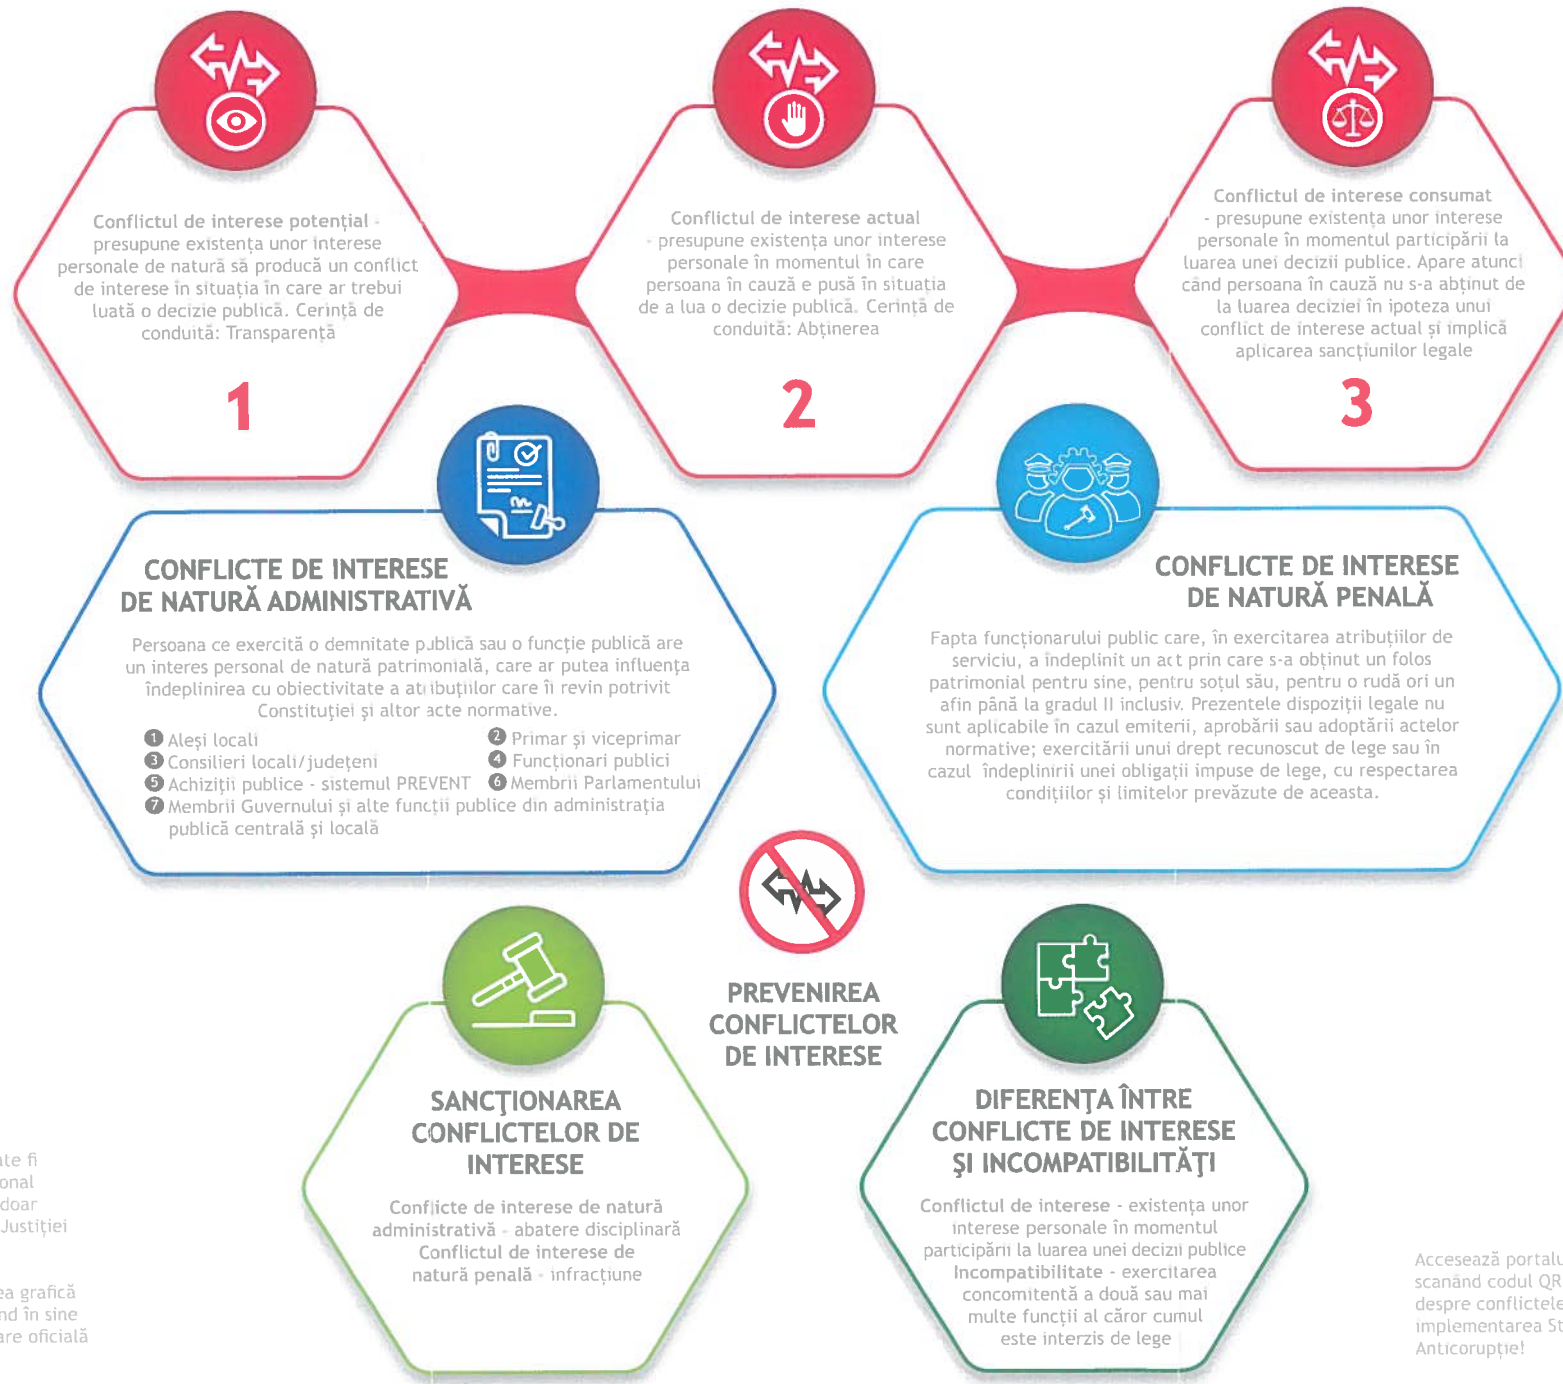 Conflictul de interese potențial -
presupune existența unor interese
personale de natură să producă un conflict
de interese în situația în care ar trebui
luată o decizie publică. Cerință de
conduită: Transparență
1
Conflictul de interese actual
- presupune existența unor interese
personale în momentul în care
persoana în cauză e pusă în situația
de a lua o decizie publică. Cerință de
conduită: Abținerea
2
Conflictul de interese consumat
- presupune existența unor interese
personale în momentul participării la
luarea unei decizii publice. Apare atunci
când persoana în cauză nu s-a abținut de
la luarea deciziei în ipoteza unui
conflict de interese actual și implică
aplicarea sancțiunilor legale
3
CONFLICTE DE INTERESE
DE NATURĂ ADMINISTRATIVĂ
Persoana ce exercită o demnitate publică sau o funcție publică are
un interes personal de natură patrimonială, care ar putea influența
îndeplinirea cu obiectivitate a atribuțiilor care îi revin potrivit
Constituției și altor acte normative.
1 Aleși locali
2 Primar și viceprimar
3 Consilieri locali/județeni
4 Funcționari publici
5 Achiziții publice - sistemul PREVENT
6 Membrii Parlamentului
7 Membrii Guvernului și alte funcții publice din administrația
publică centrală și locală
CONFLICTE DE INTERESE
DE NATURĂ PENALĂ
Fapta funcționarului public care, în exercitarea atribuțiilor de
serviciu, a îndeplinit un act prin care s-a obținut un folos
patrimonial pentru sine, pentru soțul său, pentru o rudă ori un
afin până la gradul II inclusiv. Prezentele dispoziții legale nu
sunt aplicabile în cazul emiterii, aprobării sau adoptării actelor
normative; exercitării unui drept recunoscut de lege sau în
cazul îndeplinirii unei obligații impuse de lege, cu respectarea
condițiilor și limitelor prevăzute de aceasta.
PREVENIREA
CONFLICTELOR
DE INTERESE
SANCȚIONAREA
CONFLICTELOR DE
INTERESE
Conflicte de interese de natură
administrativă - abatere disciplinară
Conflictul de interese de
natură penală - infracțiune
DIFERENȚA ÎNTRE
CONFLICTE DE INTERESE
ȘI INCOMPATIBILITĂȚI
Conflictul de interese - existența unor
interese personale în momentul
participării la luarea unei decizii publice
Incompatibilitate - exercitarea
concomitentă a două sau mai
multe funcții al căror cumul
este interzis de lege
ate fi
onal
doar
Justiției
ea grafică
nd în sine
are oficială
Accesează portalu
scanând codul QR
despre conflictele
implementarea St
Anticorupție!